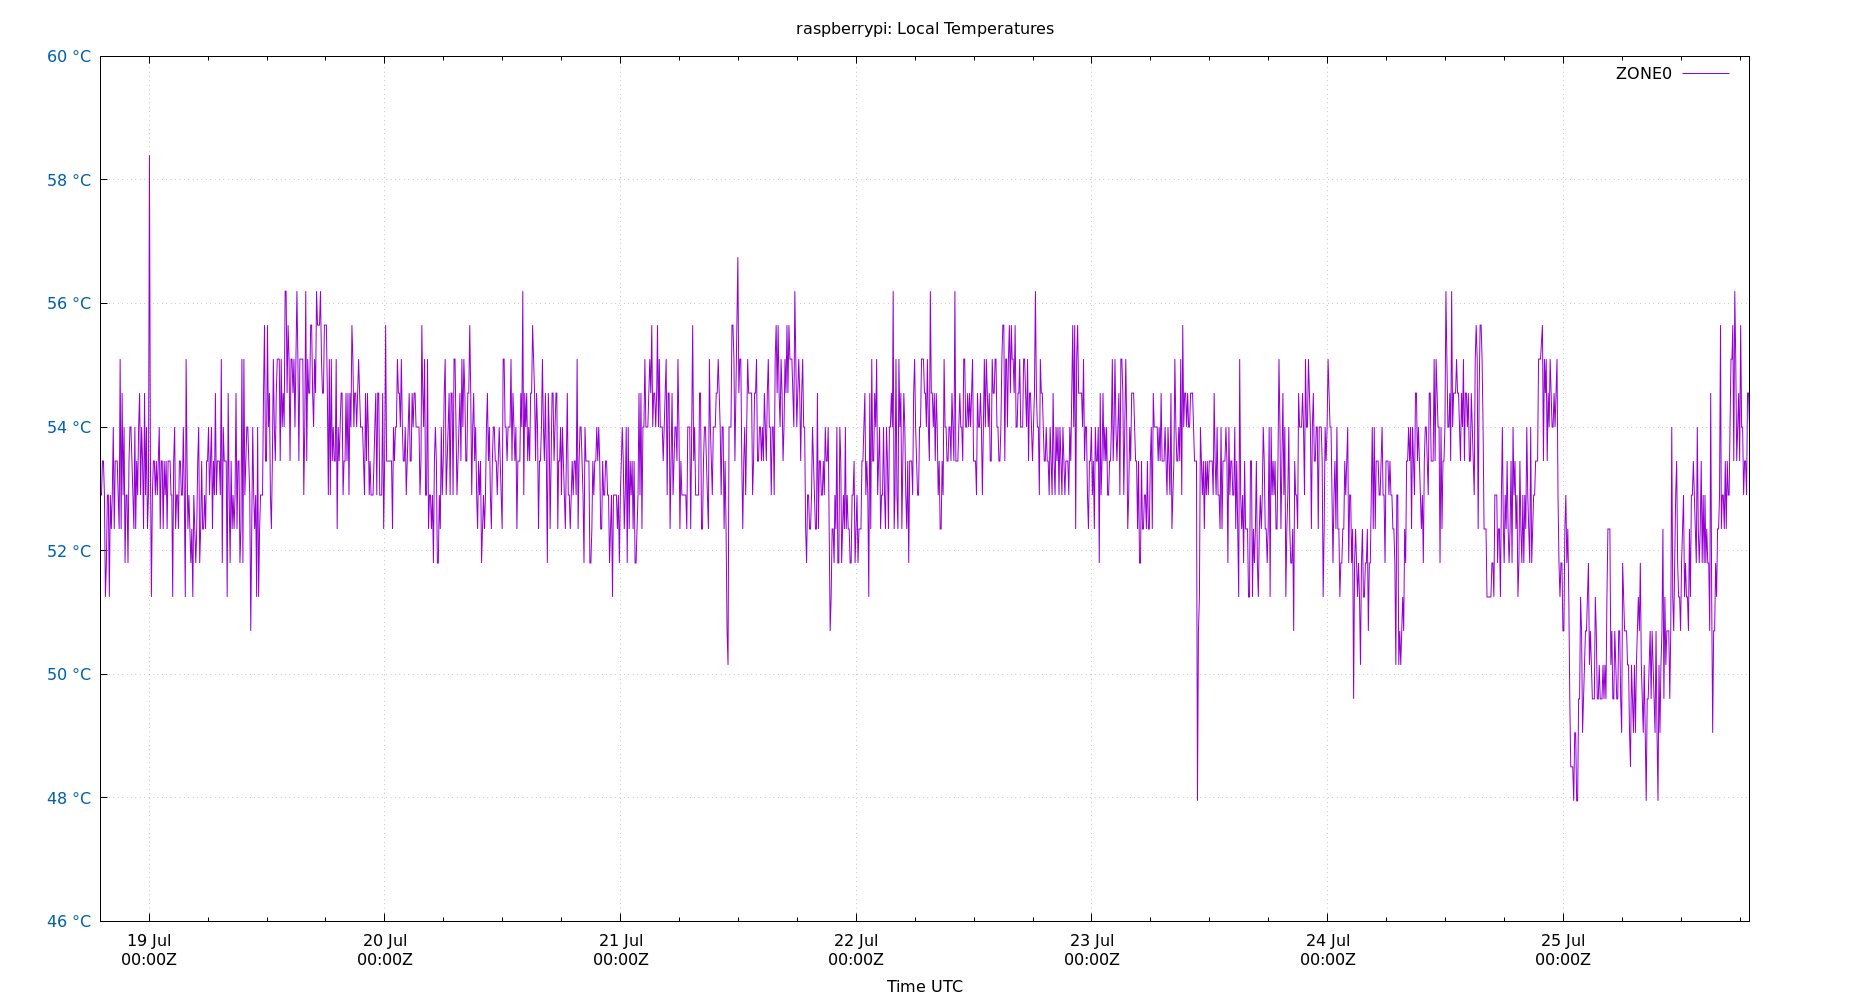 raspberrypi: Local Temperatures
60 °C
ZONE0
58 °C
56 °C
54 °C
52 °C
50 °C
48 °C
46 °C
19 Jul 20 Jul 21 Jul 22 Jul 23 Jul 24 Jul 25 Jul
00:00Z 00:00Z 00:00Z 00:00Z 00:00Z 00:00Z 00:00Z
Time UTC